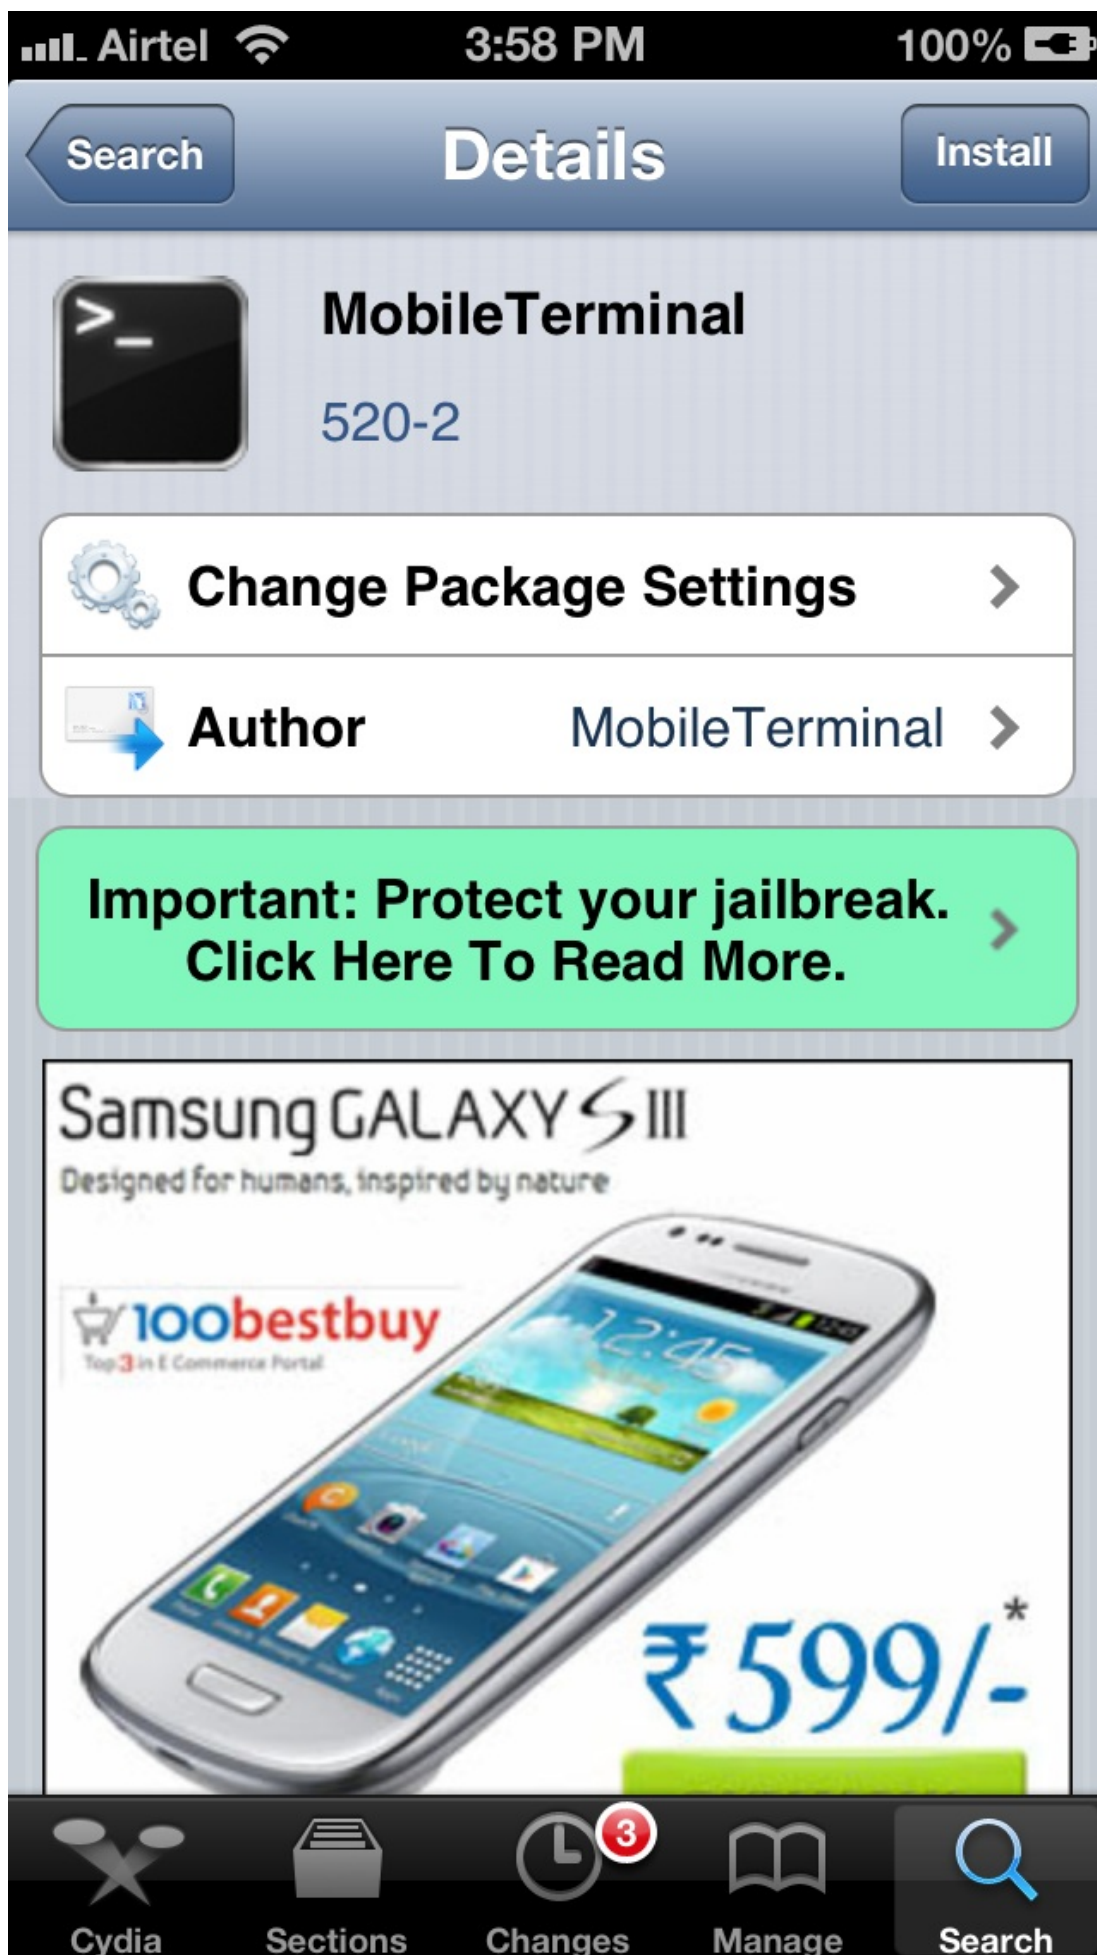 Airtel 3:58 PM 100%
Search Details Install
>_
MobileTerminal
520-2
Change Package Settings
Author MobileTerminal
Important: Protect your jailbreak.
Click Here To Read More.
Samsung GALAXY S III
Designed for humans, inspired by nature
100bestbuy
Top 3 in E Commerce Portal
12:45
₹ 599/-*
3
Cydia Sections Changes Manage Search